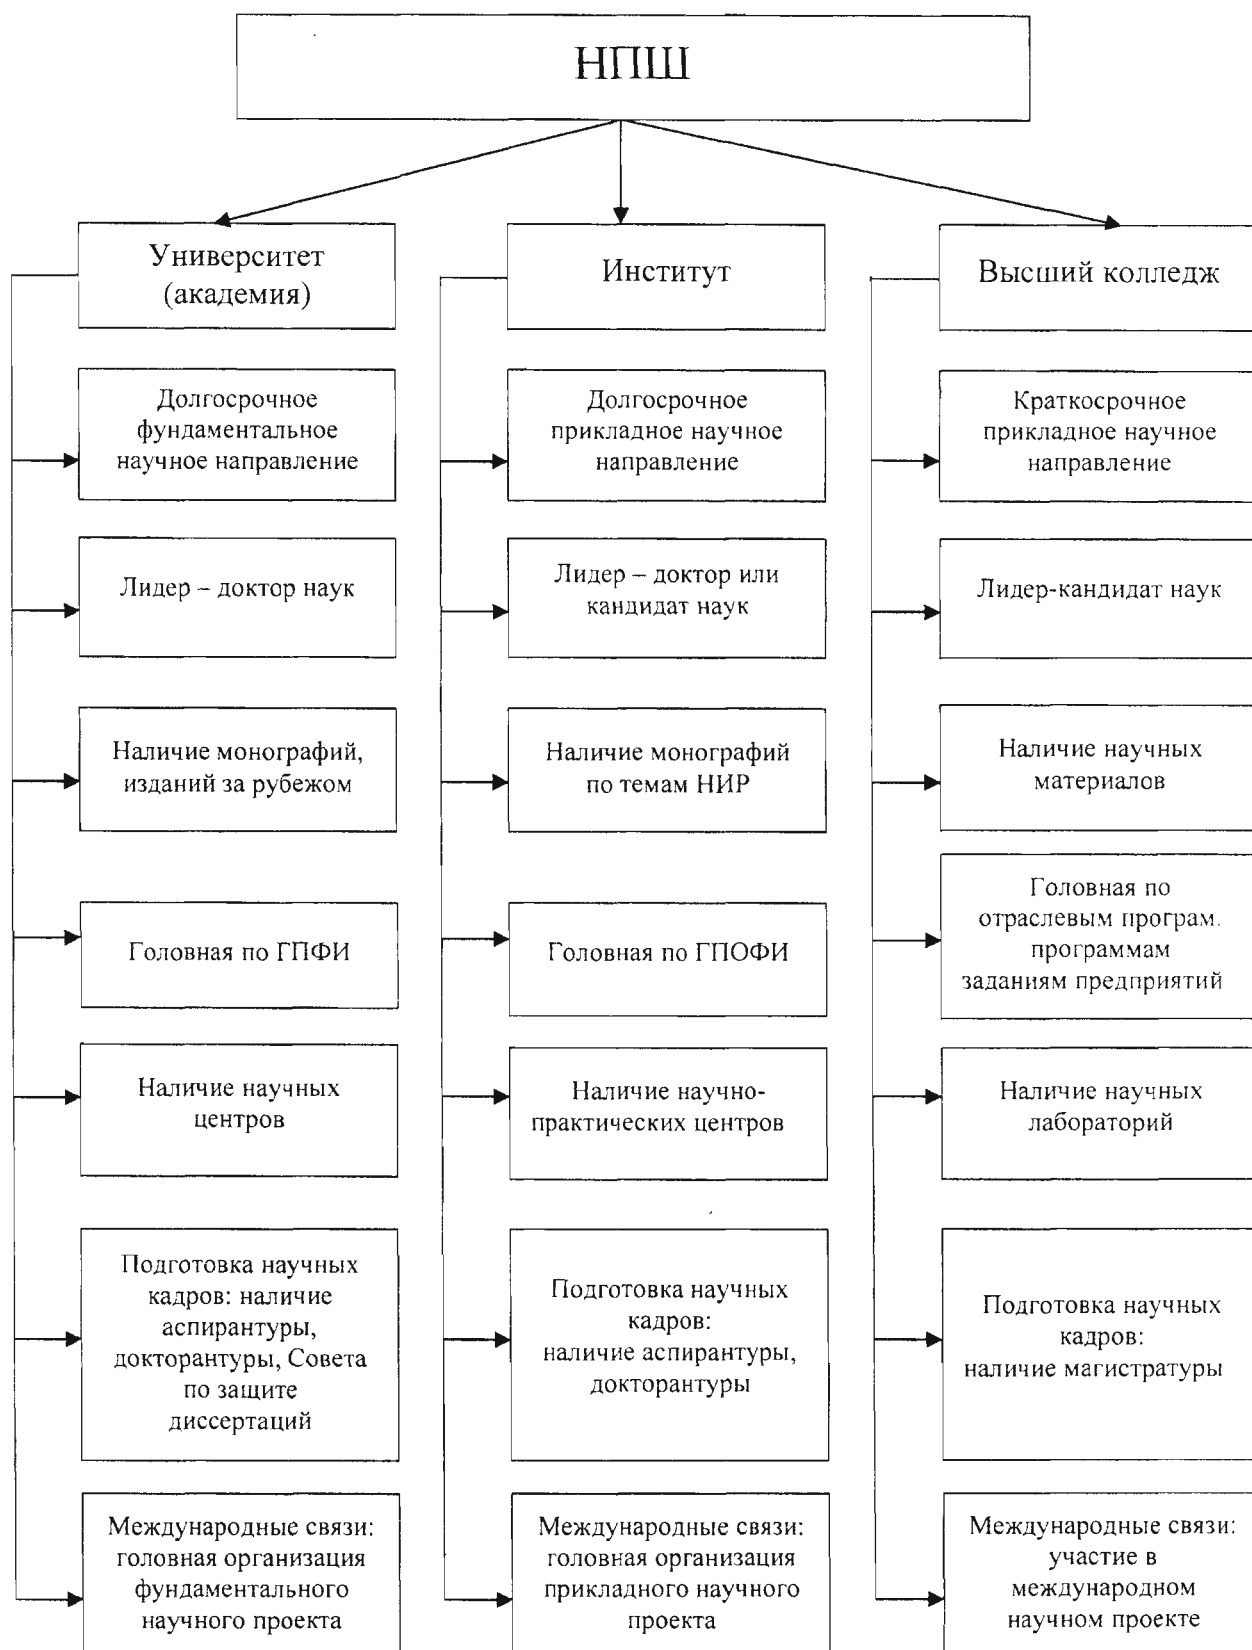 НПШ
Университет
(академия)
Долгосрочное
фундаментальное
научное направление
Лидер – доктор наук
Наличие монографий,
изданий за рубежом
Головная по ГПФИ
Наличие научных
центров
Подготовка научных
кадров: наличие
аспирантуры,
докторантуры, Совета
по защите
диссертаций
Международные связи:
головная организация
фундаментального
научного проекта
Институт
Долгосрочное
прикладное научное
направление
Лидер – доктор или
кандидат наук
Наличие монографий
по темам НИР
Головная по ГПОФИ
Наличие научно-
практических центров
Подготовка научных
кадров:
наличие аспирантуры,
докторантуры
Международные связи:
головная организация
прикладного научного
проекта
Высший колледж
Краткосрочное
прикладное научное
направление
Лидер-кандидат наук
Наличие научных
материалов
Головная по
отраслевым програм.
программам
заданиям предприятий
Наличие научных
лабораторий
Подготовка научных
кадров:
наличие магистратуры
Международные связи:
участие в
международном
научном проекте